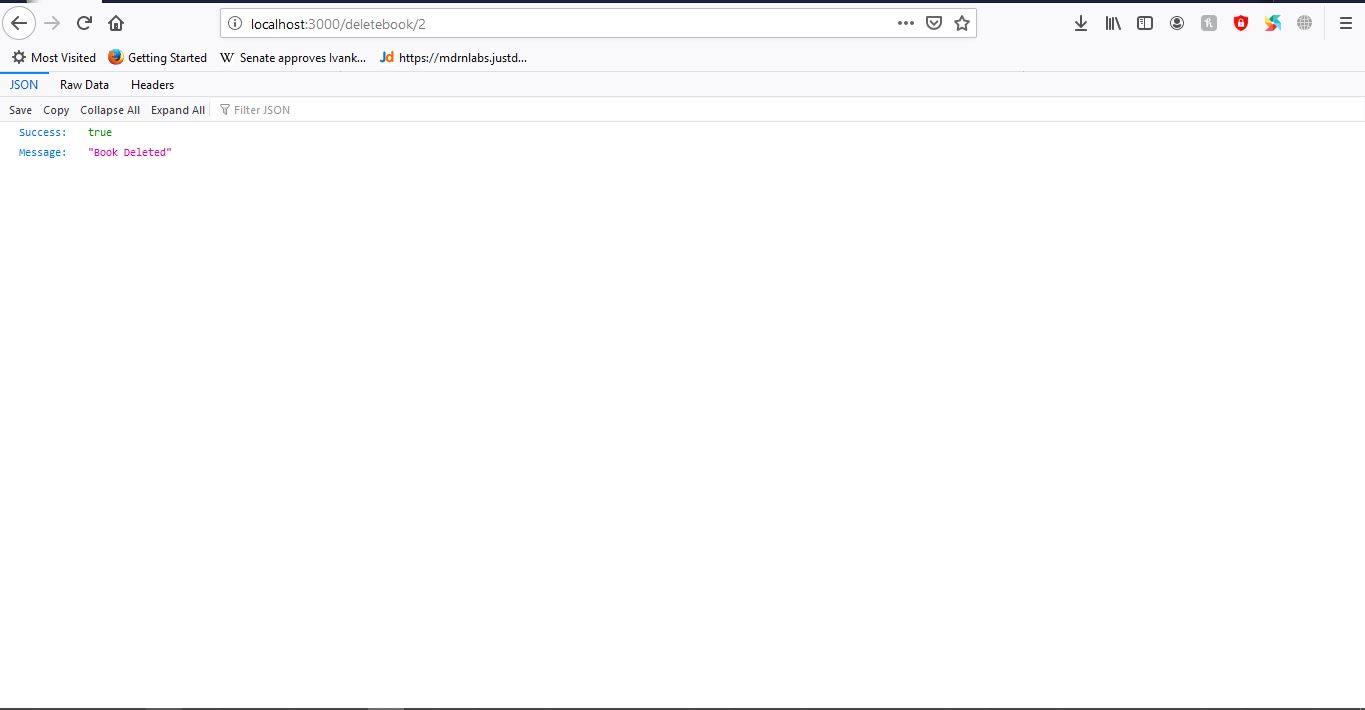 localhost:3000/deletebook/2
Most Visited Getting Started W Senate approves Ivank... Jd https://mdrnlabs.justd...
JSON Raw Data Headers
Save Copy Collapse All Expand All Filter JSON
Success: true
Message: "Book Deleted"